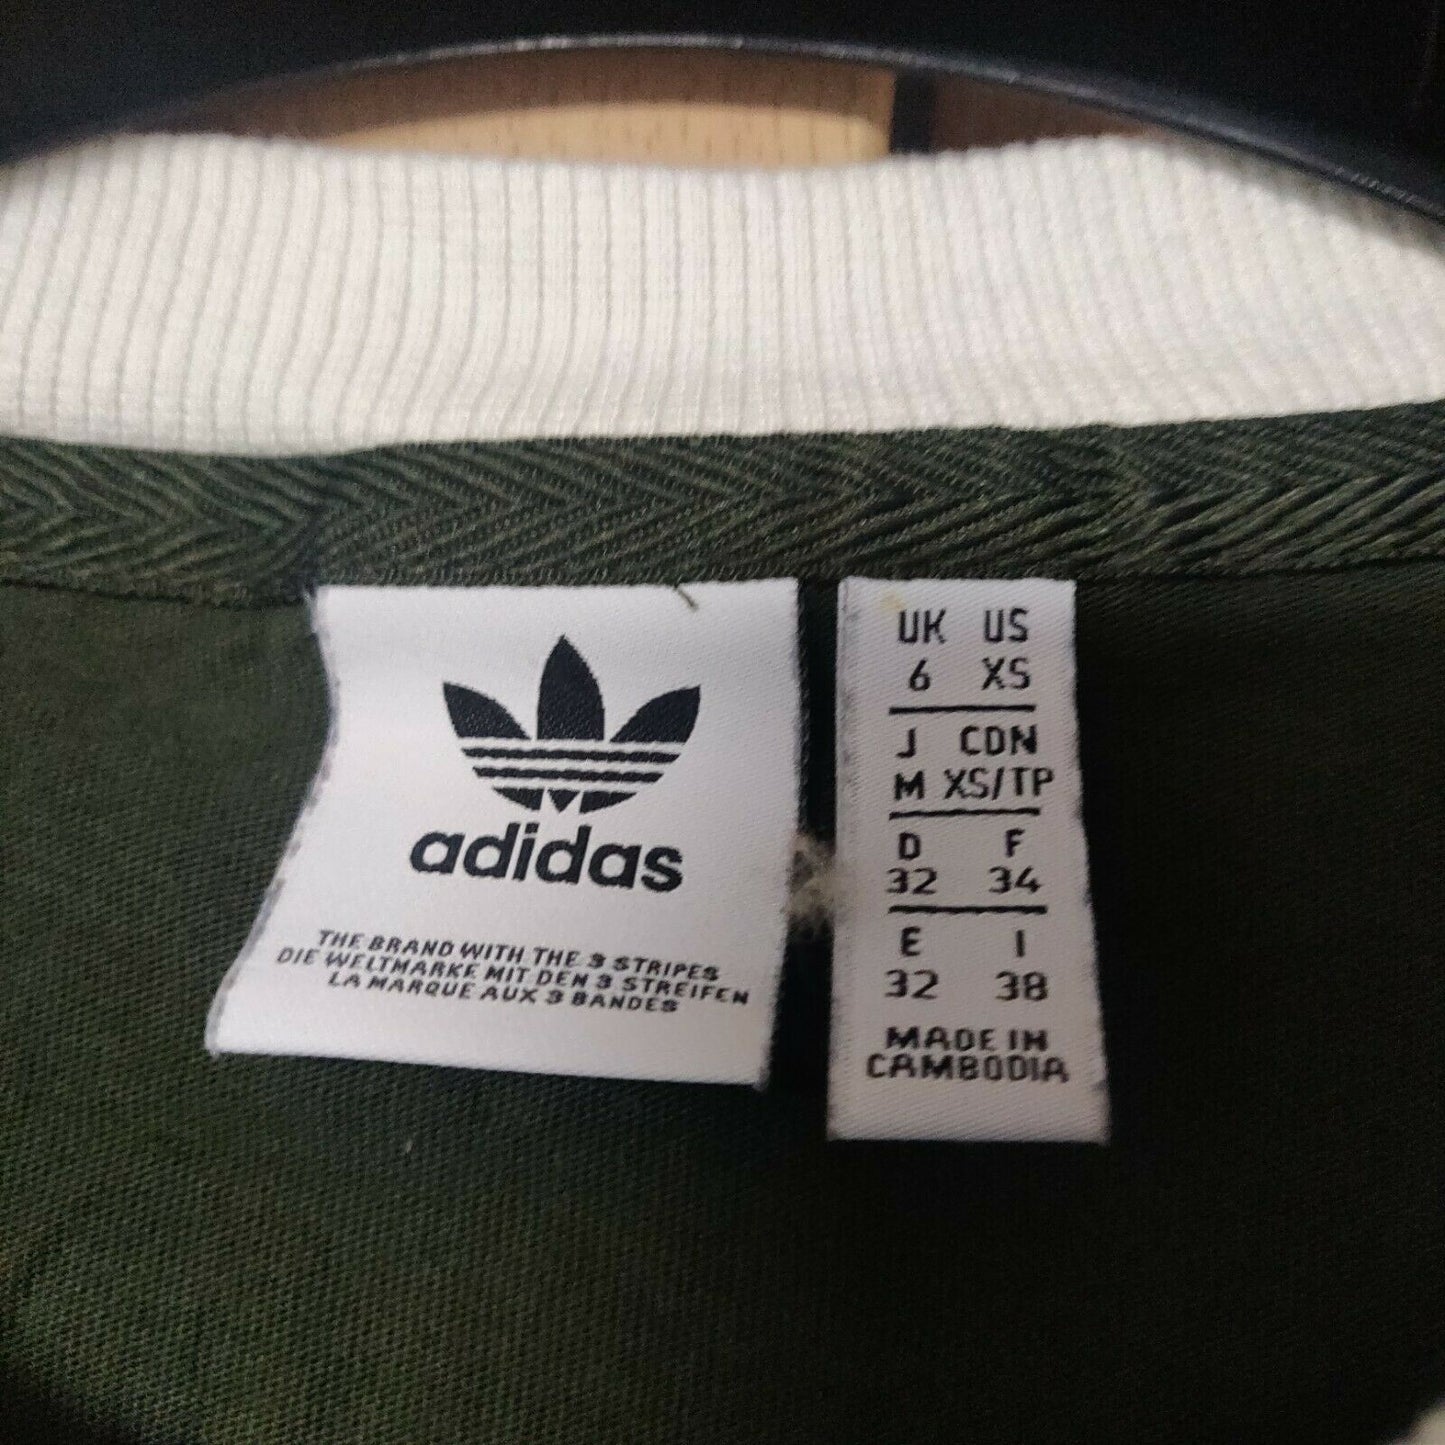 adidas
THE BRAND WITH THE 3 STRIPES
DIE WELTMARKE MIT DEN 3 STREIFEN
LA MARQUE AUX 3 BANDES
UK US
6 XS
J CDN
M XS/TP
D F
32 34
E I
32 38
MADE IN
CAMBODIA